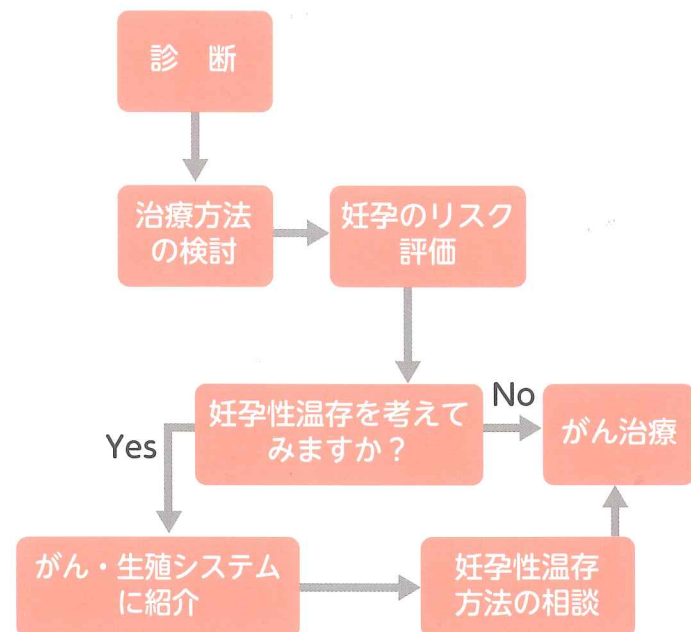 診 断
治療方法
の検討
妊孕のリスク
評価
妊孕性温存を考えて
みますか？
No
がん治療
Yes
がん・生殖システム
に紹介
妊孕性温存
方法の相談